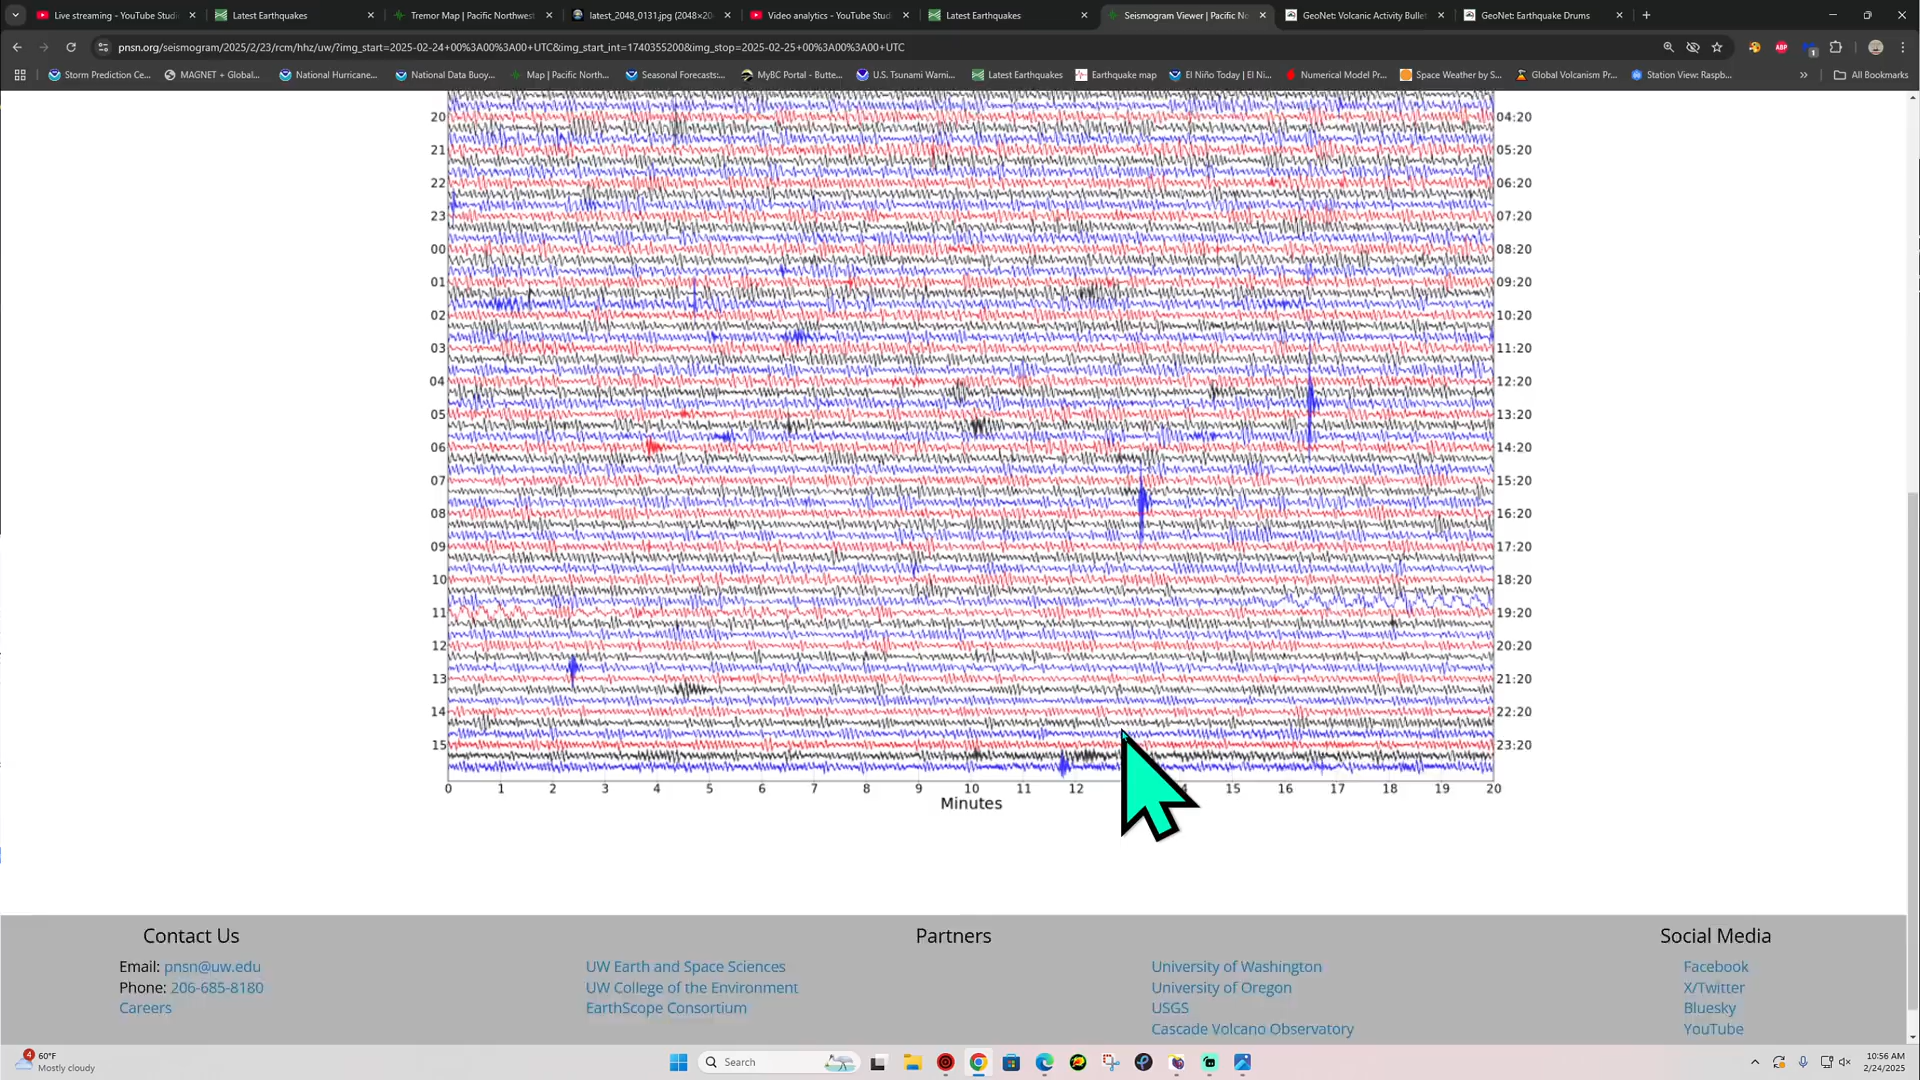 Live streaming - YouTube Studi
Latest Earthquakes
Tremor Map | Pacific Northwest
latest_2048_0131.jpg (2048×20
Video analytics - YouTube Studi
Latest Earthquakes
Seismogram Viewer | Pacific No
GeoNet: Volcanic Activity Bullet
GeoNet: Earthquake Drums
pnsn.org/seismogram/2025/2/23/rcm/hhz/uw/?img_start=2025-02-24+00%3A00%3A00+UTC&img_start_int=1740355200&img_stop=2025-02-25+00%3A00%3A00+UTC
ABP
1
Storm Prediction Ce...
MAGNET + Global...
National Hurricane...
National Data Buoy...
Map | Pacific North...
Seasonal Forecasts:...
MyBC Portal - Butte...
U.S. Tsunami Warni...
Latest Earthquakes
Earthquake map
El Niño Today | El Ni...
Numerical Model Pr...
Space Weather by S...
Global Volcanism Pr...
Station View: Raspb...
»
All Bookmarks
20 04:20
21 05:20
22 06:20
23 07:20
00 08:20
01 09:20
02 10:20
03 11:20
04 12:20
05 13:20
06 14:20
07 15:20
08 16:20
09 17:20
10 18:20
11 19:20
12 20:20
13 21:20
14 22:20
15 23:20
0 1 2 3 4 5 6 7 8 9 10 11 12 15 16 17 18 19 20
Minutes
Contact Us
Email: pnsn@uw.edu
Phone: 206-685-8180
Careers
Partners
UW Earth and Space Sciences
UW College of the Environment
EarthScope Consortium
University of Washington
University of Oregon
USGS
Cascade Volcano Observatory
Social Media
Facebook
X/Twitter
Bluesky
YouTube
4
60°F
Mostly cloudy
Search
10:56 AM
2/24/2025